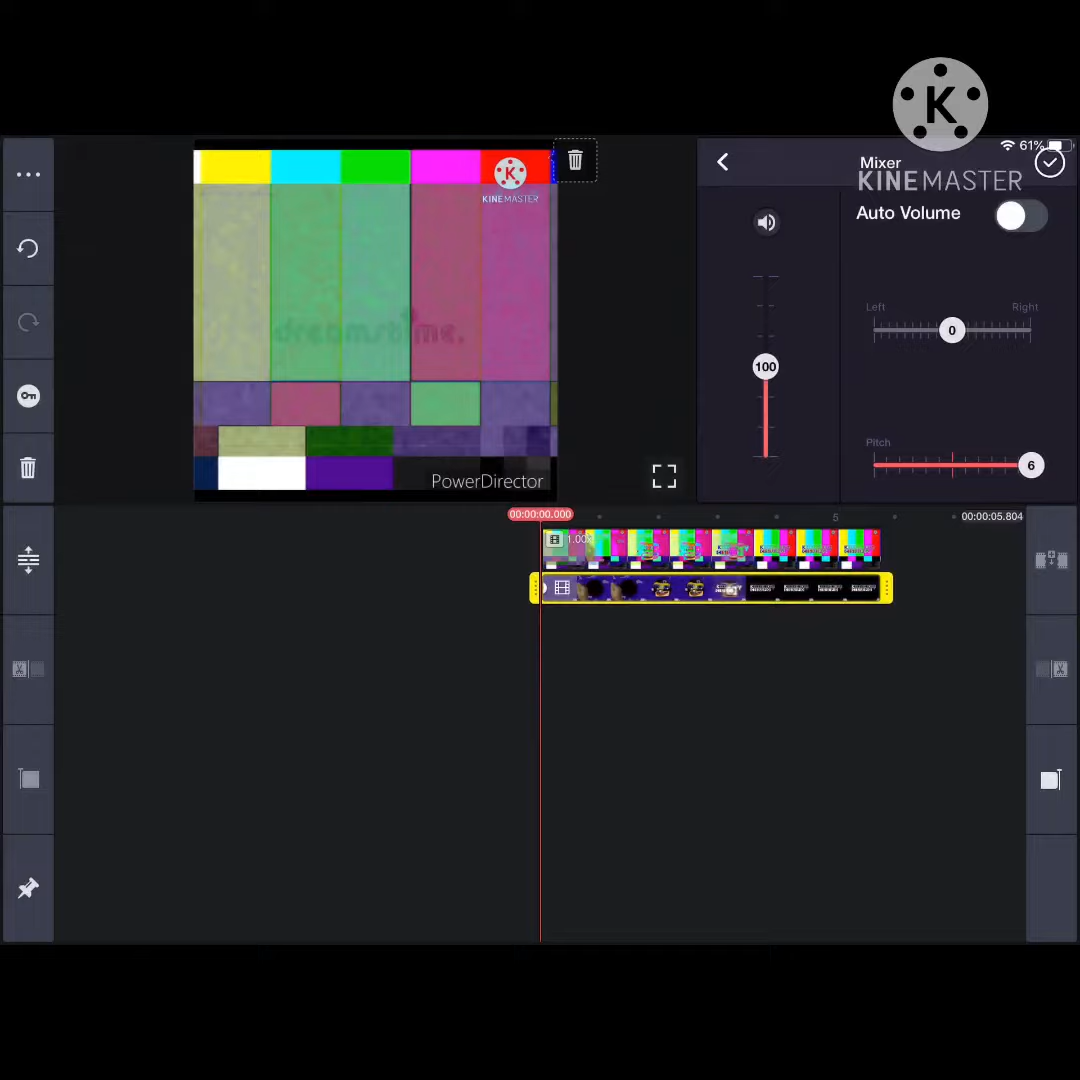 K
61%
Mixer
KINEMASTER
Auto Volume
K
KINEMASTER
dreamstime.
PowerDirector
Left
Right
0
100
Pitch
6
00:00:00.000
5
00:00:05.804
1.00x